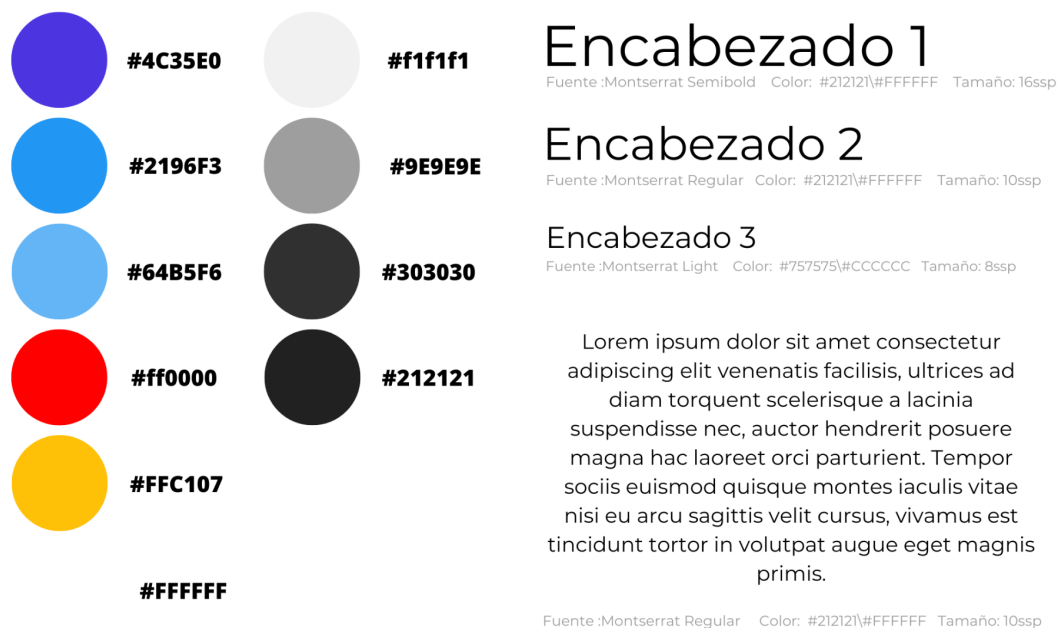 #4C35E0
#f1f1f1
#2196F3
#9E9E9E
#64B5F6
#303030
#ff0000
#212121
#FFC107
#FFFFFF
Encabezado 1
Fuente :Montserrat Semibold Color: #212121\#FFFFFF Tamaño: 16ssp
Encabezado 2
Fuente :Montserrat Regular Color: #212121\#FFFFFF Tamaño: 10ssp
Encabezado 3
Fuente :Montserrat Light Color: #757575\#CCCCCC Tamaño: 8ssp
Lorem ipsum dolor sit amet consectetur
adipiscing elit venenatis facilisis, ultrices ad
diam torquent scelerisque a lacinia
suspendisse nec, auctor hendrerit posuere
magna hac laoreet orci parturient. Tempor
sociis euismod quisque montes iaculis vitae
nisi eu arcu sagittis velit cursus, vivamus est
tincidunt tortor in volutpat augue eget magnis
primis.
Fuente :Montserrat Regular Color: #212121\#FFFFFF Tamaño: 10ssp